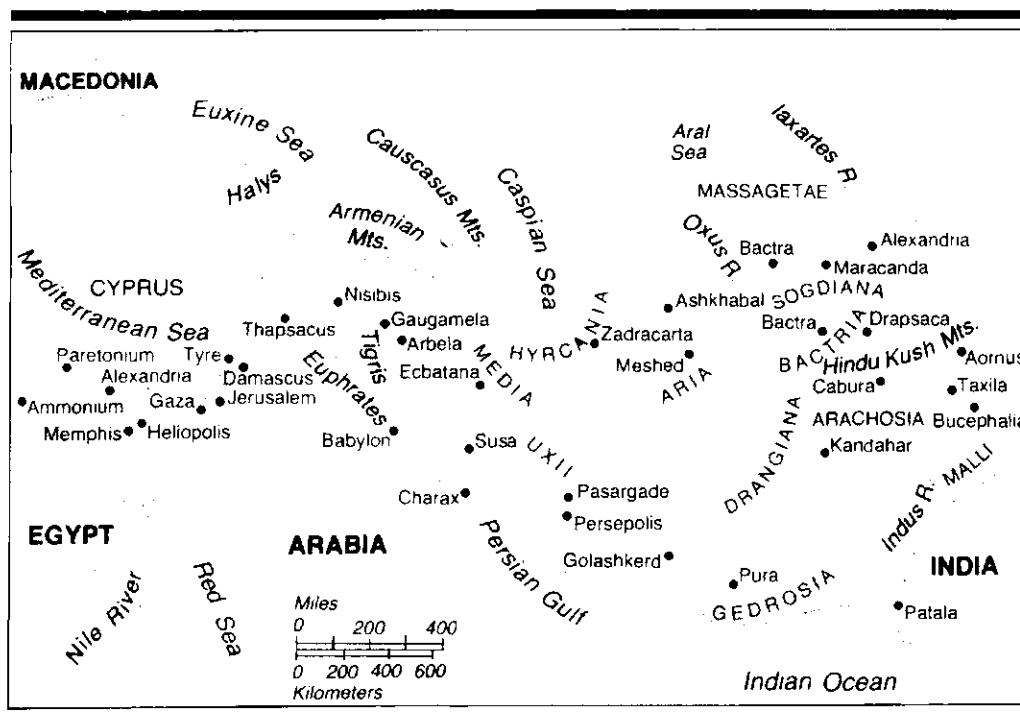 MACEDONIA
Euxine Sea
Halys
Causcasus Mts.
Armenian
Mts.
Caspian Sea
Aral
Sea
Iaxartes R.
MASSAGETAE
Oxus R.
Bactra
Alexandria
Maracanda
SOGDIANA
Mediterranean Sea
CYPRUS
Nisibis
Thapsacus
Gaugamela
Arbela
Tigris
Euphrates
Ecbatana
MEDIA
HYRCANIA
Ashkhabal
Zadracarta
Meshed
ARIA
Bactra
BACTRIA
Drapsaca
Hindu Kush Mts.
Aornus
Cabura
Taxila
ARACHOSIA
Bucephalia
Kandahar
DRANGIANA
Paretonium
Tyre
Alexandria
Damascus
Gaza
Jerusalem
Ammonium
Memphis
Heliopolis
Babylon
Susa
UXII
Charax
Pasargade
Persepolis
Golashkerd
Persian Gulf
Indus R.
MALLI
EGYPT
ARABIA
INDIA
Nile River
Red Sea
Pura
GEDROSIA
Patala
Miles
0 200 400
0 200 400 600
Kilometers
Indian Ocean